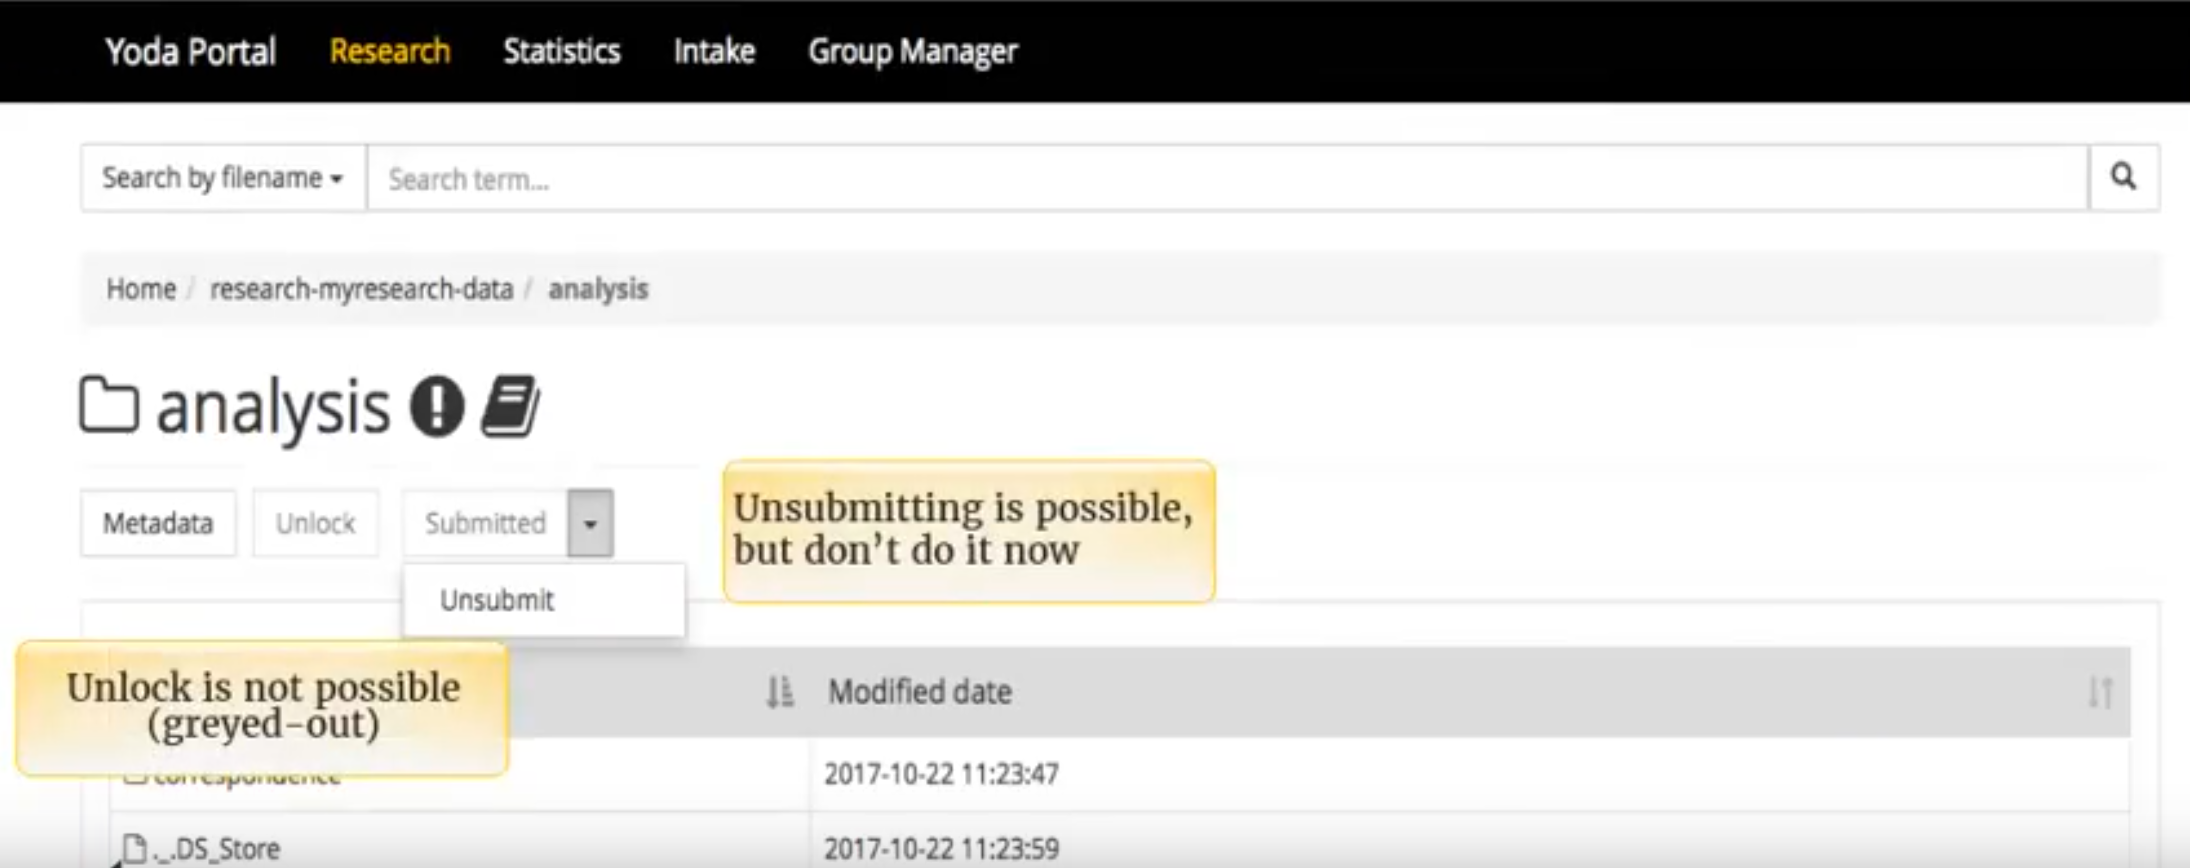 Yoda Portal Research Statistics Intake Group Manager
Search by filename Search term...
Home / research-myresearch-data / analysis
analysis
Metadata Unlock Submitted
Unsubmitting is possible,
but don't do it now
Unsubmit
Unlock is not possible
(greyed-out)
Modified date
correspondence 2017-10-22 11:23:47
._.DS_Store 2017-10-22 11:23:59